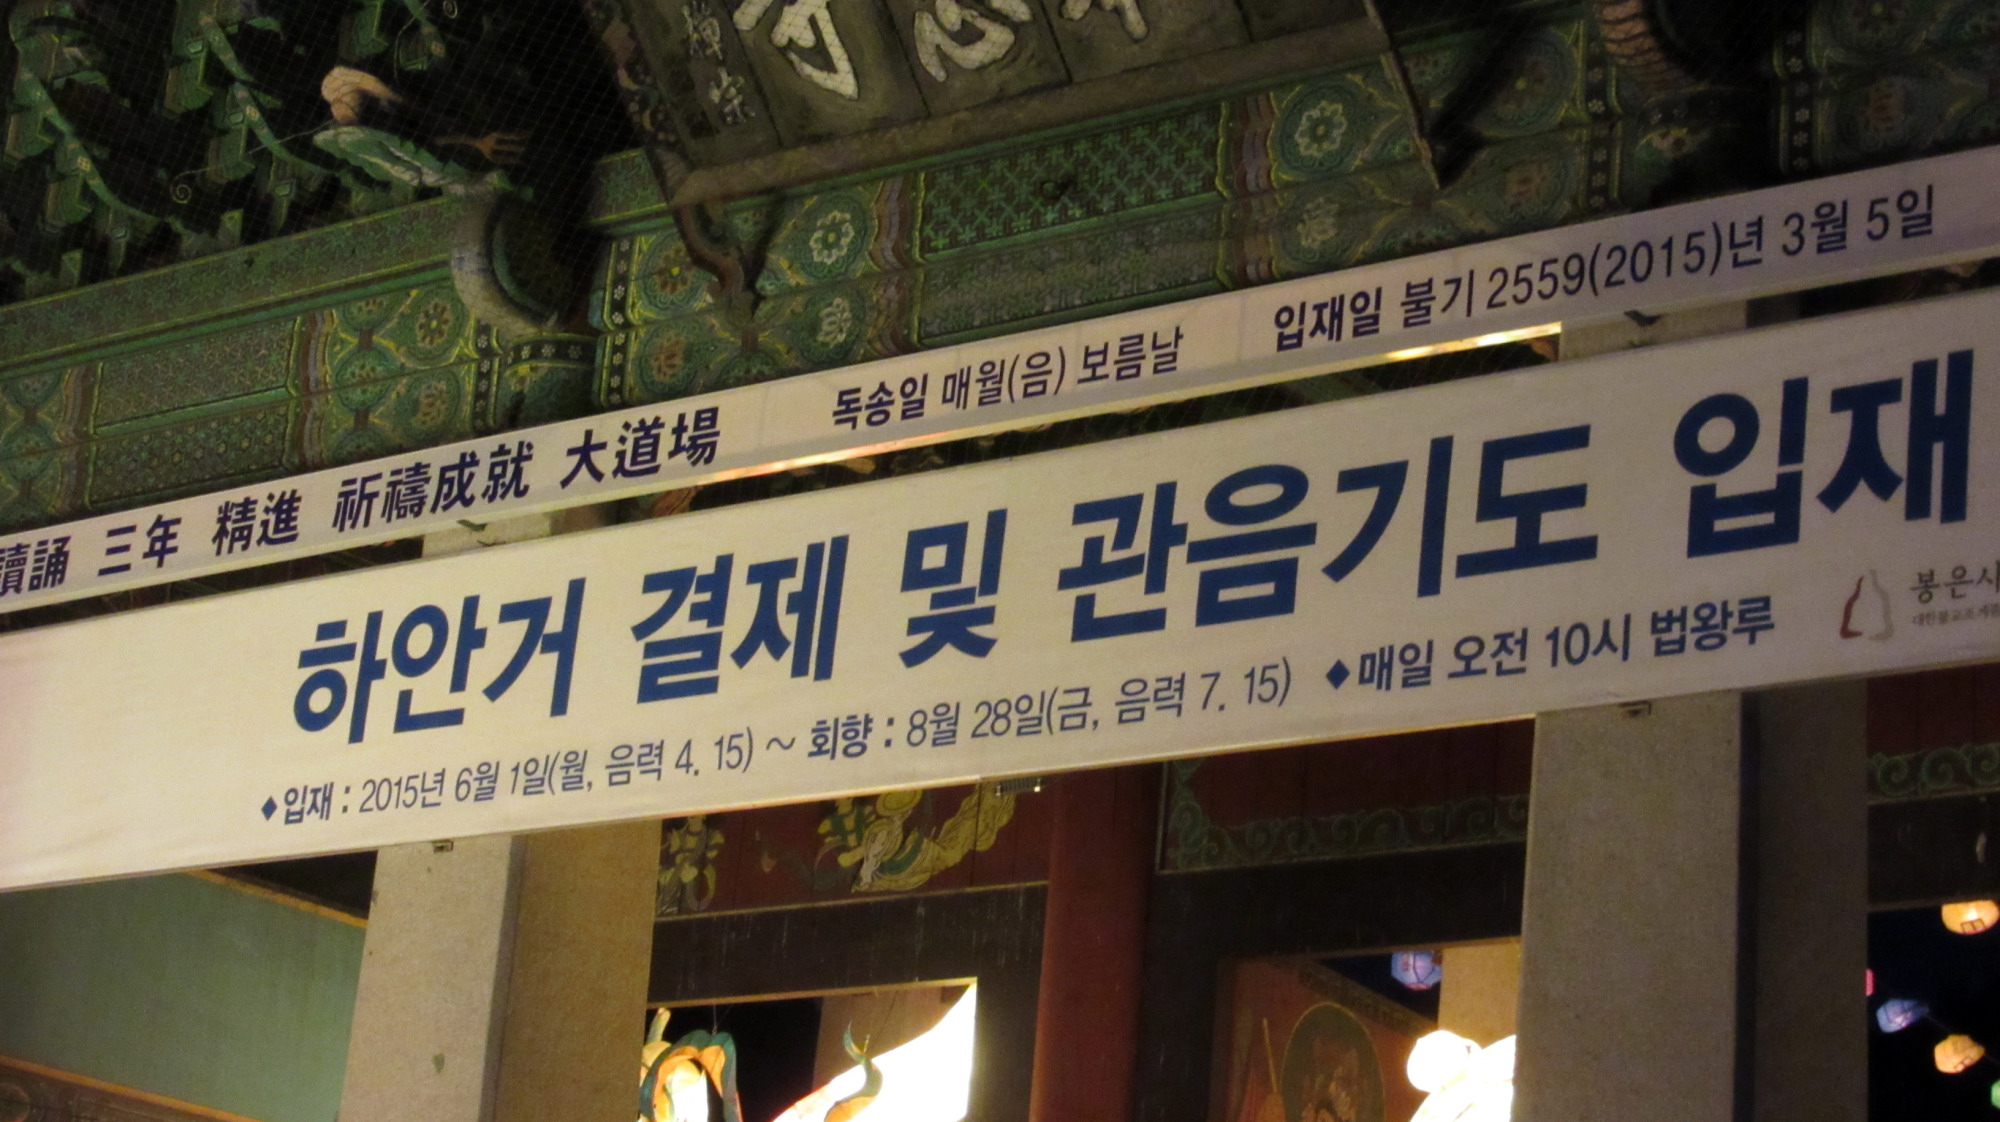 禪宗
讀誦 三年 精進 祈禱成就 大道場 독송일 매월(음) 보름날 입재일 불기 2559(2015)년 3월 5일
하안거 결제 및 관음기도 입재
◆입재 : 2015년 6월 1일(월, 음력 4. 15) ~ 회향 : 8월 28일(금, 음력 7. 15) ◆매일 오전 10시 법왕루
봉은사